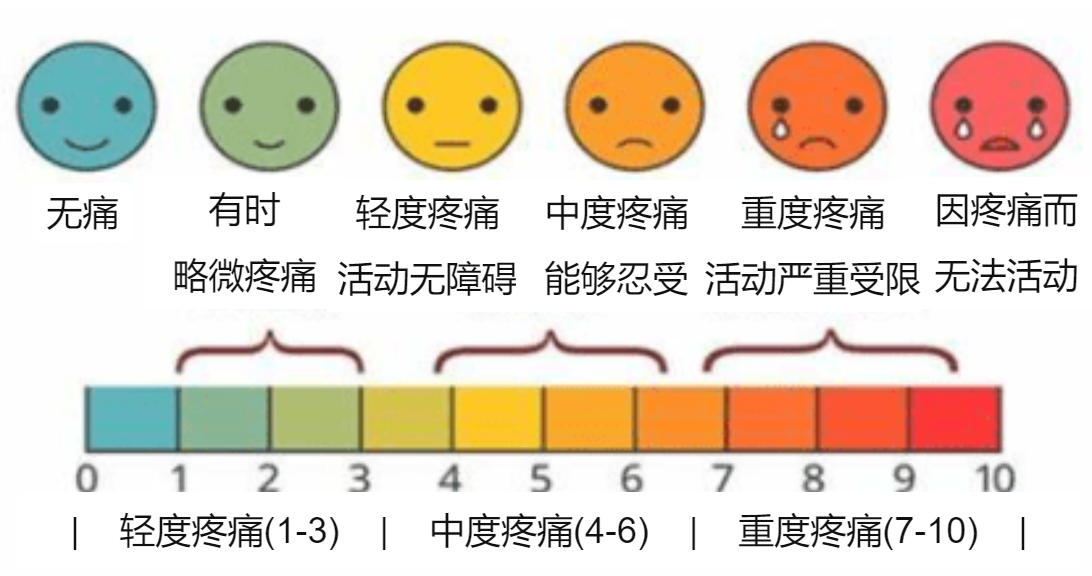 无痛 有时 轻度疼痛 中度疼痛 重度疼痛 因疼痛而
略微疼痛 活动无障碍 能够忍受 活动严重受限 无法活动
0 1 2 3 4 5 6 7 8 9 10
| 轻度疼痛(1-3) | 中度疼痛(4-6) | 重度疼痛(7-10) |